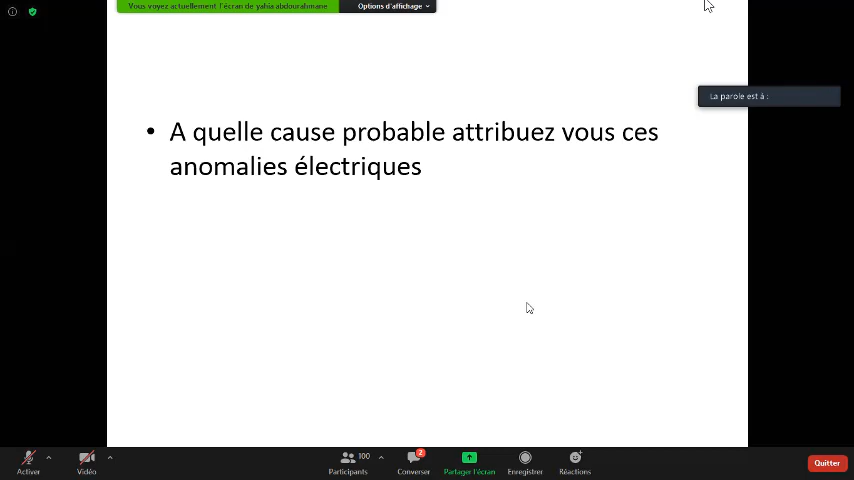 Vous voyez actuellement l'écran de yahia abdourahmane
Options d'affichage
La parole est à :
• A quelle cause probable attribuez vous ces
anomalies électriques
100
2
Activer
Vidéo
Participants
Converser
Partager l'écran
Enregistrer
Réactions
Quitter